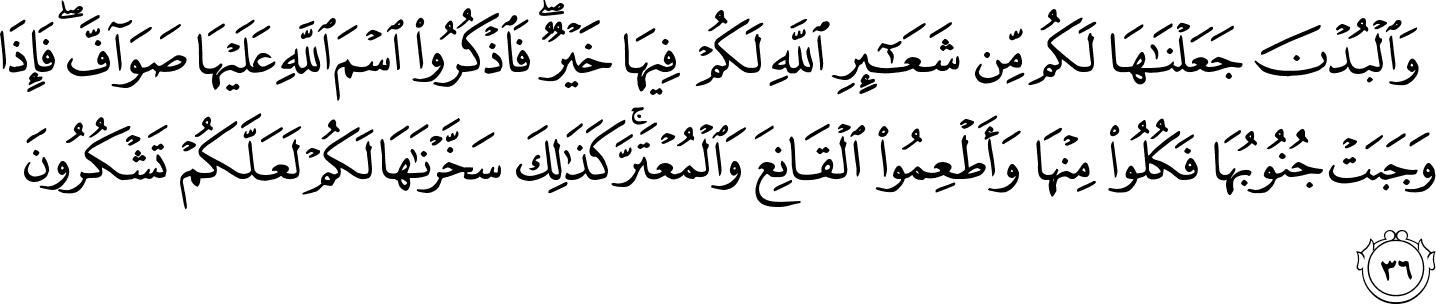 وَٱلْبُدْنَ جَعَلْنَـٰهَا لَكُم مِّن شَعَـٰٓئِرِ ٱللَّهِ لَكُمْ فِيهَا خَيْرٌ ۖ فَٱذْكُرُوا۟ ٱسْمَ ٱللَّهِ عَلَيْهَا صَوَآفَّ ۖ فَإِذَا
وَجَبَتْ جُنُوبُهَا فَكُلُوا۟ مِنْهَا وَأَطْعِمُوا۟ ٱلْقَانِعَ وَٱلْمُعْتَرَّ ۚ كَذَٰلِكَ سَخَّرْنَـٰهَا لَكُمْ لَعَلَّكُمْ تَشْكُرُونَ
٣٦